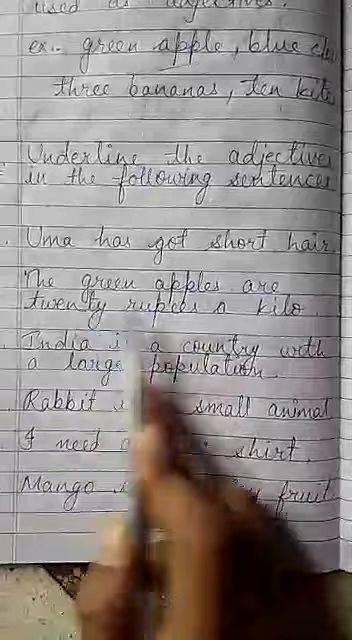 used as adjectives.
ex.. green apple, blue
three bananas, ten kite
Underline the adjectives
in the following sentences
Uma has got short hair.
The green apples are
twenty rupees a kilo.
India is a country with
a large population.
Rabbit small animal
I need shirt.
Mango fruit